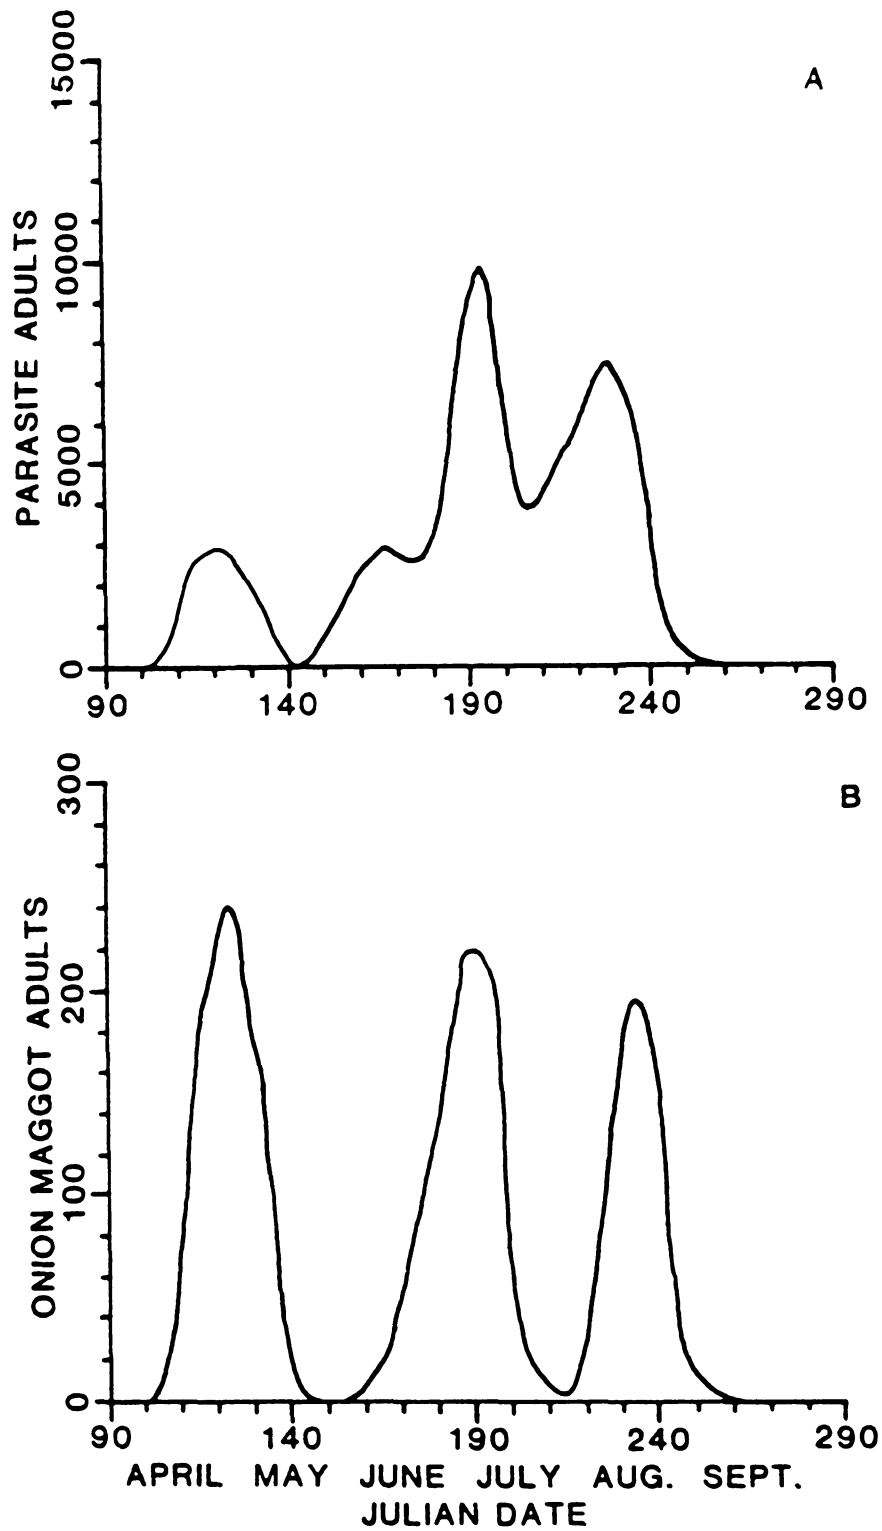 A
PARASITE ADULTS
15000
10000
5000
0
90 140 190 240 290
B
ONION MAGGOT ADULTS
300
200
100
0
90 140 190 240 290
APRIL MAY JUNE JULY AUG. SEPT.
JULIAN DATE